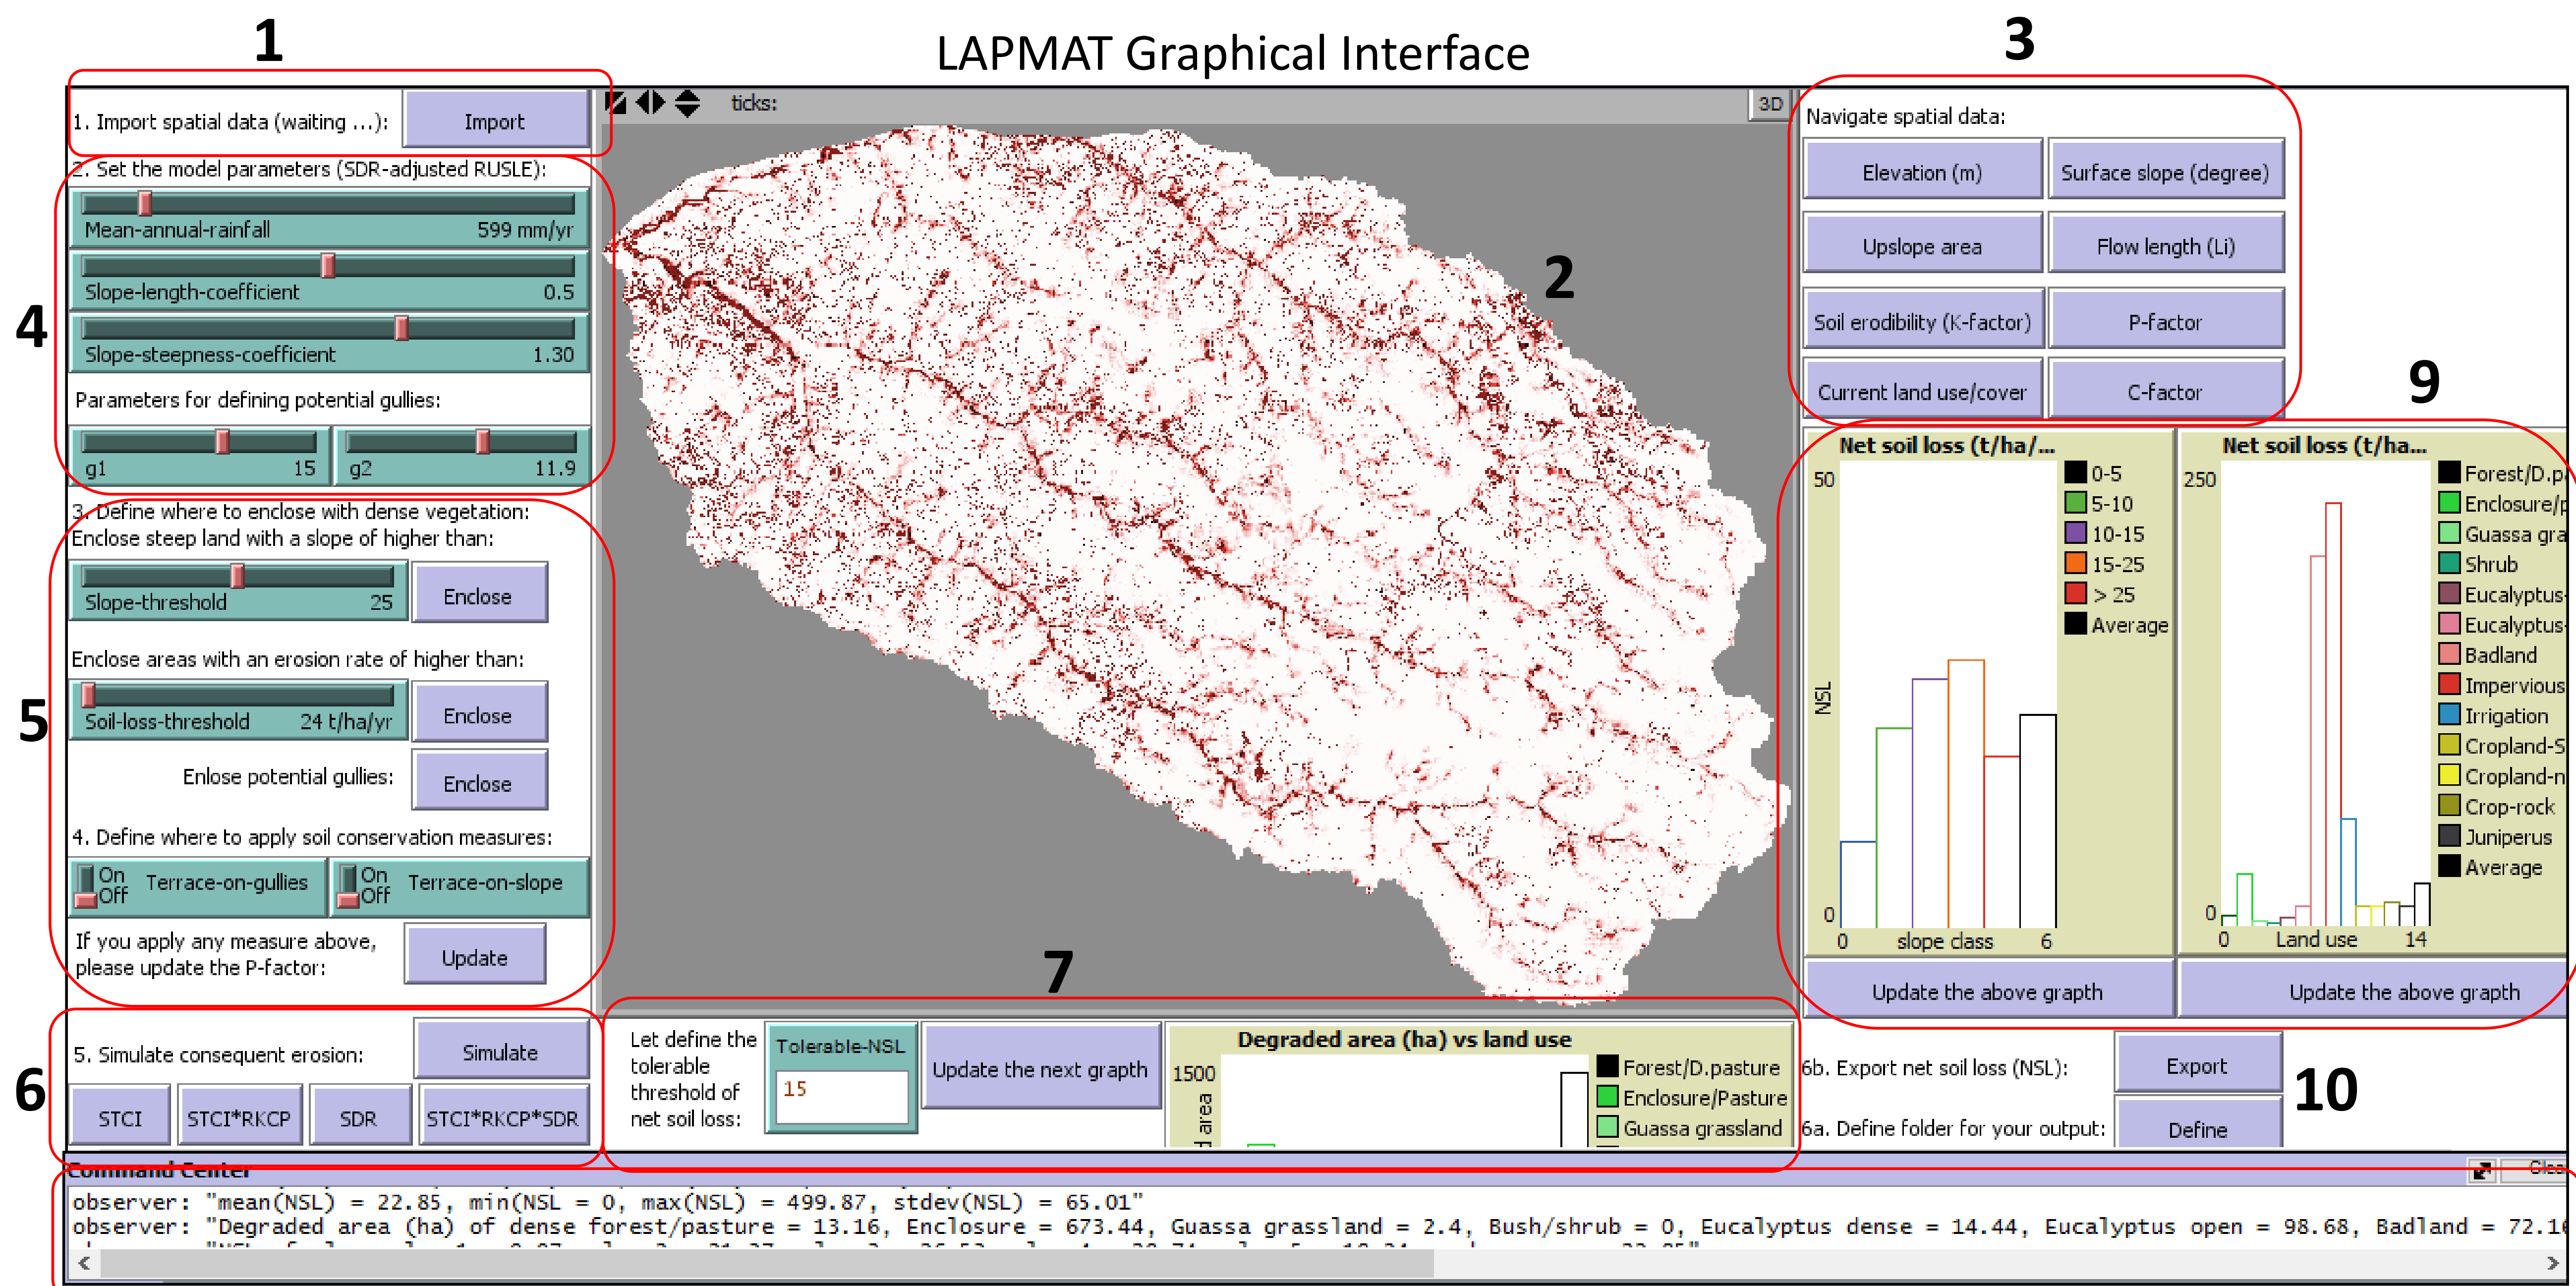 LAPMAT Graphical Interface
1
3
1. Import spatial data (waiting ...):
Import
ticks:
3D
2
2. Set the model parameters (SDR-adjusted RUSLE):
Mean-annual-rainfall 599 mm/yr
Slope-length-coefficient 0.5
Slope-steepness-coefficient 1.30
4
Parameters for defining potential gullies:
g1 15
g2 11.9
3. Define where to enclose with dense vegetation:
Enclose steep land with a slope of higher than:
Slope-threshold 25
Enclose
Enclose areas with an erosion rate of higher than:
Soil-loss-threshold 24 t/ha/yr
Enclose
5
Enlose potential gullies:
Enclose
4. Define where to apply soil conservation measures:
On
Off
Terrace-on-gullies
On
Off
Terrace-on-slope
If you apply any measure above,
please update the P-factor:
Update
6
5. Simulate consequent erosion:
Simulate
STCI
STCI*RKCP
SDR
STCI*RKCP*SDR
7
Let define the
tolerable
threshold of
net soil loss:
Tolerable-NSL
15
Update the next grapth
Degraded area (ha) vs land use
1500
d area
Forest/D.pasture
Enclosure/Pasture
Guassa grassland
Navigate spatial data:
Elevation (m)
Surface slope (degree)
Upslope area
Flow length (Li)
Soil erodibility (K-factor)
P-factor
Current land use/cover
C-factor
9
Net soil loss (t/ha/...
50
NSL
0
0 slope class 6
0-5
5-10
10-15
15-25
> 25
Average
Update the above grapth
Net soil loss (t/ha...
250
0
0 Land use 14
Forest/D.p
Enclosure/p
Guassa gra
Shrub
Eucalyptus-
Eucalyptus-
Badland
Impervious
Irrigation
Cropland-S
Cropland-n
Crop-rock
Juniperus
Average
Update the above grapth
6b. Export net soil loss (NSL):
Export
10
6a. Define folder for your output:
Define
Command Center
Clea
observer: "mean(NSL) = 22.85, min(NSL = 0, max(NSL) = 499.87, stdev(NSL) = 65.01"
observer: "Degraded area (ha) of dense forest/pasture = 13.16, Enclosure = 673.44, Guassa grassland = 2.4, Bush/shrub = 0, Eucalyptus dense = 14.44, Eucalyptus open = 98.68, Badland = 72.16